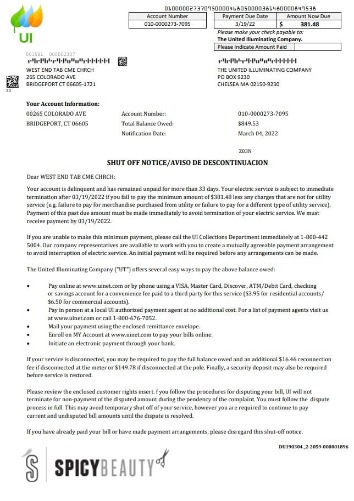 010000027370950000046050000361460000849538
Account Number Payment Due Date Amount Now Due
010-0000273-7095 3/19/22 $ 381.48
Please make your check payable to:
The United Illuminating Company.
Please Indicate Amount Paid
UI
WEST END TAB CME CHRCH
265 COLORADO AVE
BRIDGEPORT CT 06605-1721
THE UNITED ILLUMINATING COMPANY
PO BOX 9230
CHELSEA MA 02150-9230
Your Account Information:
00265 COLORADO AVE Account Number: 010-0000273-7095
BRIDGEPORT, CT 06605 Total Balance Owed: $849.53
Notification Date: March 04, 2022
SHUT OFF NOTICE/AVISO DE DESCONTINUACION
Dear WEST END TAB CME CHRCH:
Your account is delinquent and has remained unpaid for more than 33 days. Your electric service is subject to immediate
termination after 03/19/2022 if you fail to pay the minimum amount of $381.48 less any charges that are not for utility
service (e.g. failure to pay for merchandise purchased from utility or failure to pay for a different type of utility service).
Payment of this past due amount must be made immediately to avoid termination of your electric service. We must
receive payment by 03/19/2022.
If you are unable to make this minimum payment, please call the UI Collections Department immediately at 1-800-442
5004. Our company representatives are available to work with you to create a mutually agreeable payment arrangement
to avoid interruption of electric service. An initial payment will be required before any arrangements can be made.
The United Illuminating Company ("UI") offers several easy ways to pay the above balance owed:
• Pay online at www.uinet.com or by phone using a VISA, Master Card, Discover, ATM/Debit Card, checking
or savings account for a convenience fee paid to a third party for this service ($3.95 for residential accounts/
$6.50 for commercial accounts).
• Pay in person at a local UI authorized payment agent at no additional cost. For a list of payment agents visit us
at www.uinet.com or call 1-800-676-7052.
• Mail your payment using the enclosed remittance envelope.
• Enroll on MY Account at www.uinet.com to pay your bills online.
• Initiate an electronic payment through your bank.
If your service is disconnected, you may be required to pay the full balance owed and an additional $16.46 reconnection
fee if disconnected at the meter or $149.78 if disconnected at the pole. Finally, a security deposit may also be required
before service is restored.
Please review the enclosed customer rights insert. f you follow the procedures for disputing your bill, UI will not
terminate for non-payment of the disputed amount during the pendency of the complaint. You must follow the dispute
process in full. This may avoid temporary shut off of your service, however you are required to continue to pay
current and undisputed bill amounts until the dispute is resolved.
If you have already paid your bill or have made payment arrangements, please disregard this shut-off notice.
SPICYBEAUTY